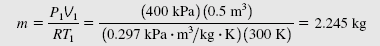 m = P₁V₁ / RT₁ = (400 kPa)(0.5 m³) / (0.297 kPa · m³/kg · K)(300 K) = 2.245 kg